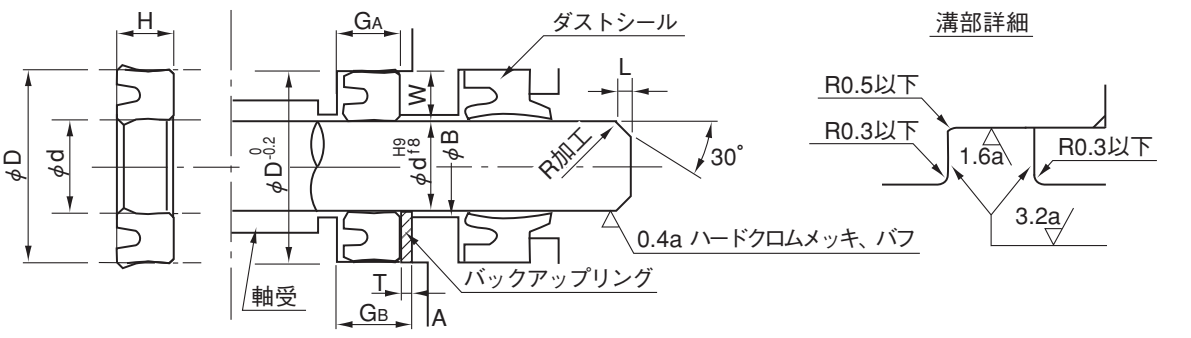 H
φD
φd
GA
W
φD 0 -0.2
φd H9 f8
φB
ダストシール
L
R加工
30°
0.4a ハードクロムメッキ、バフ
バックアップリング
軸受
T
GB
A
溝部詳細
R0.5以下
R0.3以下
1.6a
R0.3以下
3.2a